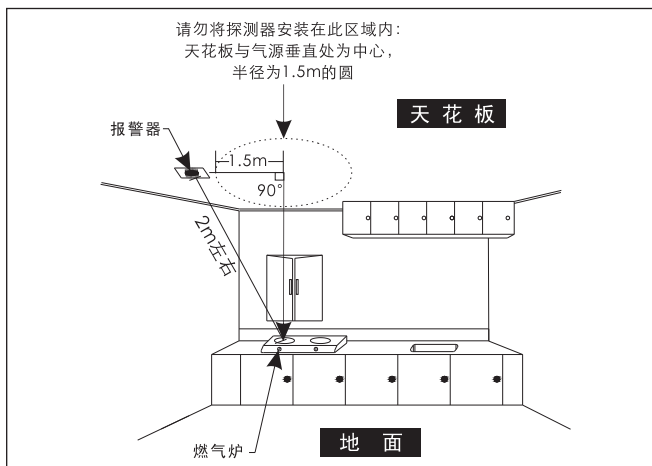 请勿将探测器安装在此区域内:
天花板与气源垂直处为中心，
半径为1.5m的圆
天花板
报警器
1.5m
90°
2m左右
燃气炉
地面